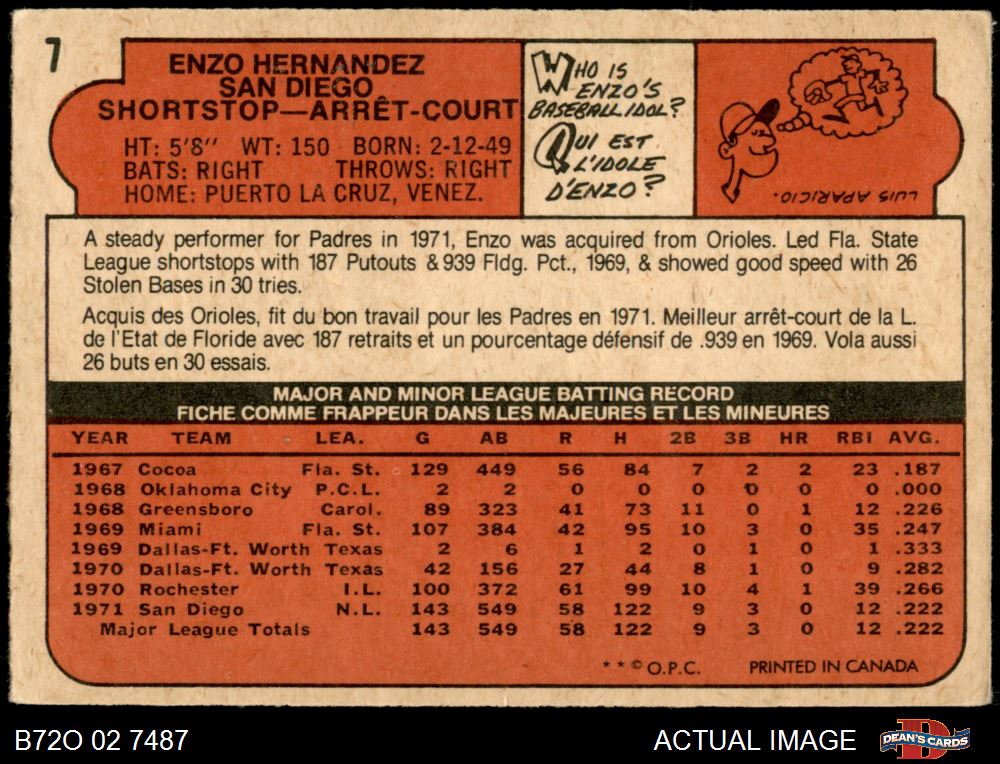 7
ENZO HERNANDEZ
SAN DIEGO
SHORTSTOP—ARRÊT-COURT
HT: 5'8" WT: 150 BORN: 2-12-49
BATS: RIGHT THROWS: RIGHT
HOME: PUERTO LA CRUZ, VENEZ.
WHO IS
ENZO'S
BASEBALL IDOL?
QUI EST
L'IDOLE
D'ENZO?
LUIS APARICIO.
A steady performer for Padres in 1971, Enzo was acquired from Orioles. Led Fla. State
League shortstops with 187 Putouts & 939 Fldg. Pct., 1969, & showed good speed with 26
Stolen Bases in 30 tries.
Acquis des Orioles, fit du bon travail pour les Padres en 1971. Meilleur arrêt-court de la L.
de l'Etat de Floride avec 187 retraits et un pourcentage défensif de .939 en 1969. Vola aussi
26 buts en 30 essais.
MAJOR AND MINOR LEAGUE BATTING RECORD
FICHE COMME FRAPPEUR DANS LES MAJEURES ET LES MINEURES
YEAR TEAM LEA. G AB R H 2B 3B HR RBI AVG.
1967 Cocoa Fla. St. 129 449 56 84 7 2 2 23 .187
1968 Oklahoma City P.C.L. 2 2 0 0 0 0 0 0 .000
1968 Greensboro Carol. 89 323 41 73 11 0 1 12 .226
1969 Miami Fla. St. 107 384 42 95 10 3 0 35 .247
1969 Dallas-Ft. Worth Texas 2 6 1 2 0 1 0 1 .333
1970 Dallas-Ft. Worth Texas 42 156 27 44 8 1 0 9 .282
1970 Rochester I.L. 100 372 61 99 10 4 1 39 .266
1971 San Diego N.L. 143 549 58 122 9 3 0 12 .222
Major League Totals 143 549 58 122 9 3 0 12 .222
* * © O.P.C. PRINTED IN CANADA
B72O 02 7487 ACTUAL IMAGE D DEAN'S CARDS